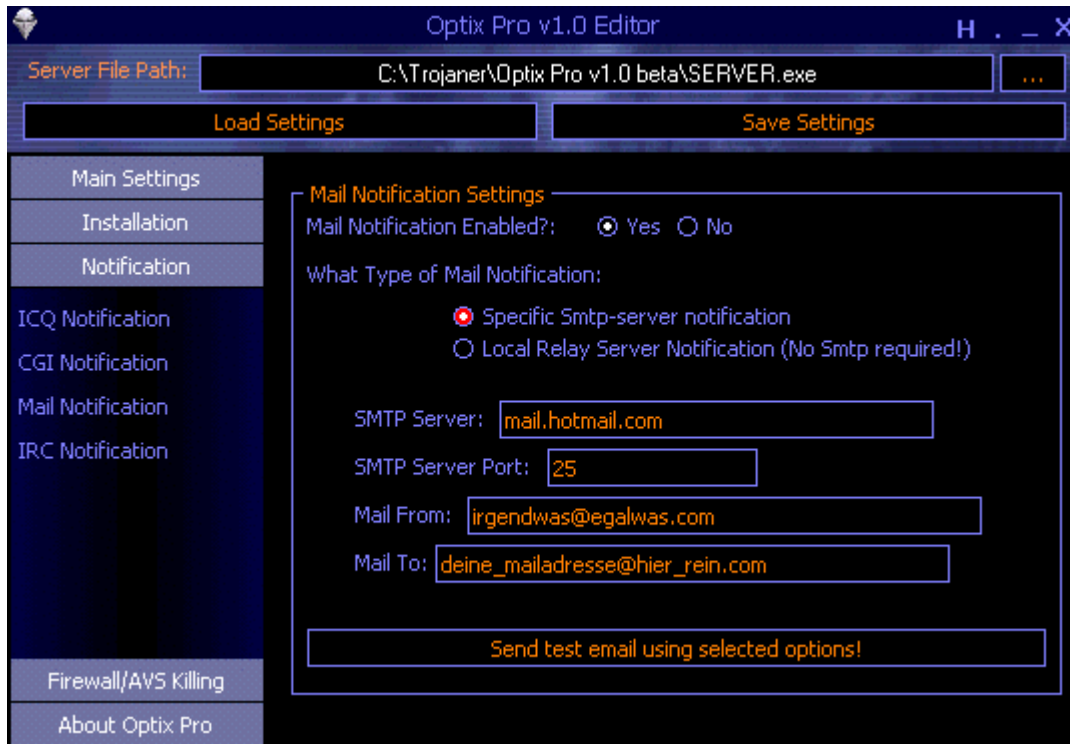 Optix Pro v1.0 Editor
H . _ X
Server File Path: C:\Trojaner\Optix Pro v1.0 beta\SERVER.exe ...
Load Settings
Save Settings
Main Settings
Installation
Notification
ICQ Notification
CGI Notification
Mail Notification
IRC Notification
Firewall/AVS Killing
About Optix Pro
Mail Notification Settings
Mail Notification Enabled?: Yes No
What Type of Mail Notification:
Specific Smtp-server notification
Local Relay Server Notification (No Smtp required!)
SMTP Server: mail.hotmail.com
SMTP Server Port: 25
Mail From: irgendwas@egalwas.com
Mail To: deine_mailadresse@hier_rein.com
Send test email using selected options!